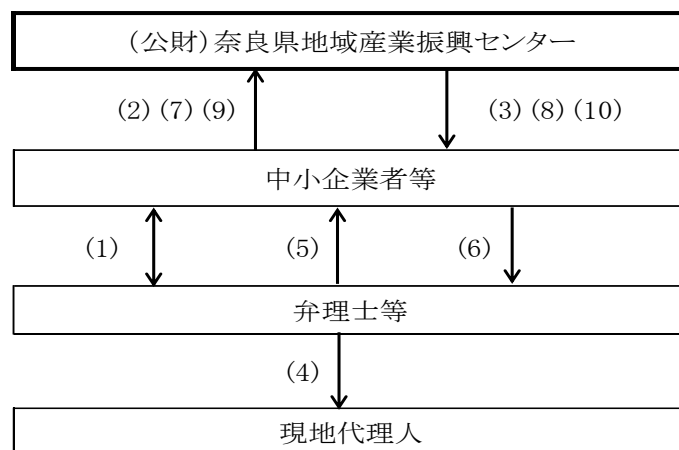 (公財)奈良県地域産業振興センター
(2) (7) (9)
(3) (8) (10)
中小企業者等
(1)
(5)
(6)
弁理士等
(4)
現地代理人